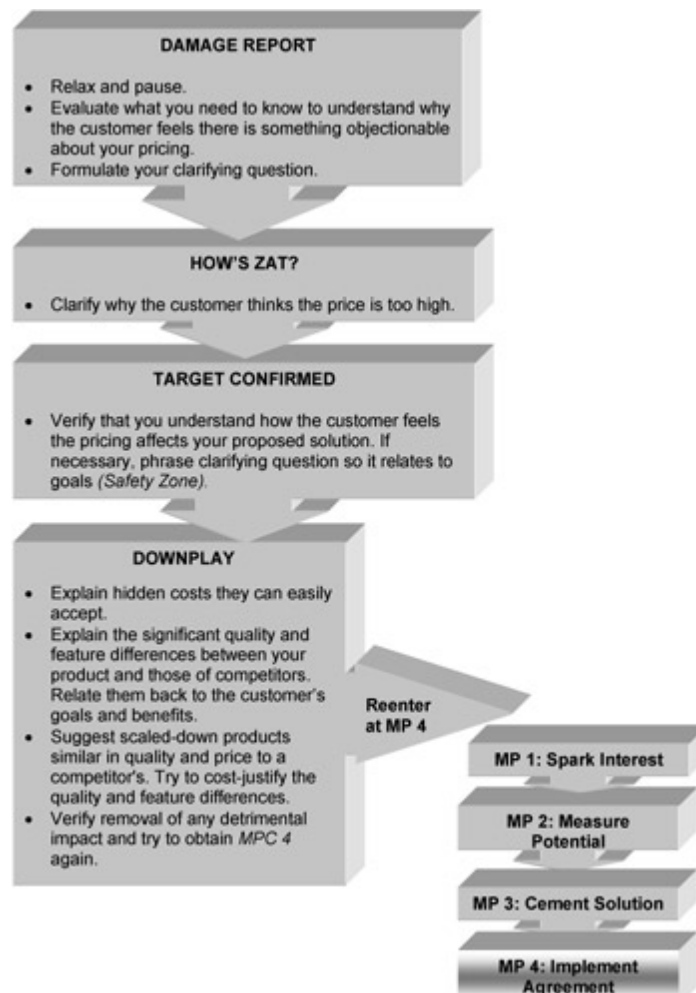 DAMAGE REPORT
• Relax and pause.
• Evaluate what you need to know to understand why
the customer feels there is something objectionable
about your pricing.
• Formulate your clarifying question.
HOW'S ZAT?
• Clarify why the customer thinks the price is too high.
TARGET CONFIRMED
• Verify that you understand how the customer feels
the pricing affects your proposed solution. If
necessary, phrase clarifying question so it relates to
goals (Safety Zone).
DOWNPLAY
• Explain hidden costs they can easily
accept.
• Explain the significant quality and
feature differences between your
product and those of competitors.
Relate them back to the customer's
goals and benefits.
• Suggest scaled-down products
similar in quality and price to a
competitor's. Try to cost-justify the
quality and feature differences.
• Verify removal of any detrimental
impact and try to obtain MPC 4
again.
Reenter
at MP 4
MP 1: Spark Interest
MP 2: Measure
Potential
MP 3: Cement Solution
MP 4: Implement
Agreement